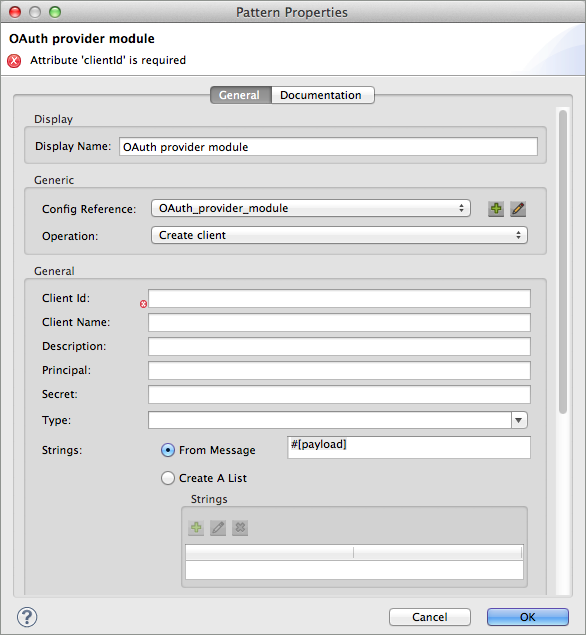 Pattern Properties
OAuth provider module
Attribute 'clientId' is required
General Documentation
Display
Display Name: OAuth provider module
Generic
Config Reference: OAuth_provider_module
Operation: Create client
General
Client Id:
Client Name:
Description:
Principal:
Secret:
Type:
Strings: From Message #[payload]
Create A List
Strings
Cancel OK